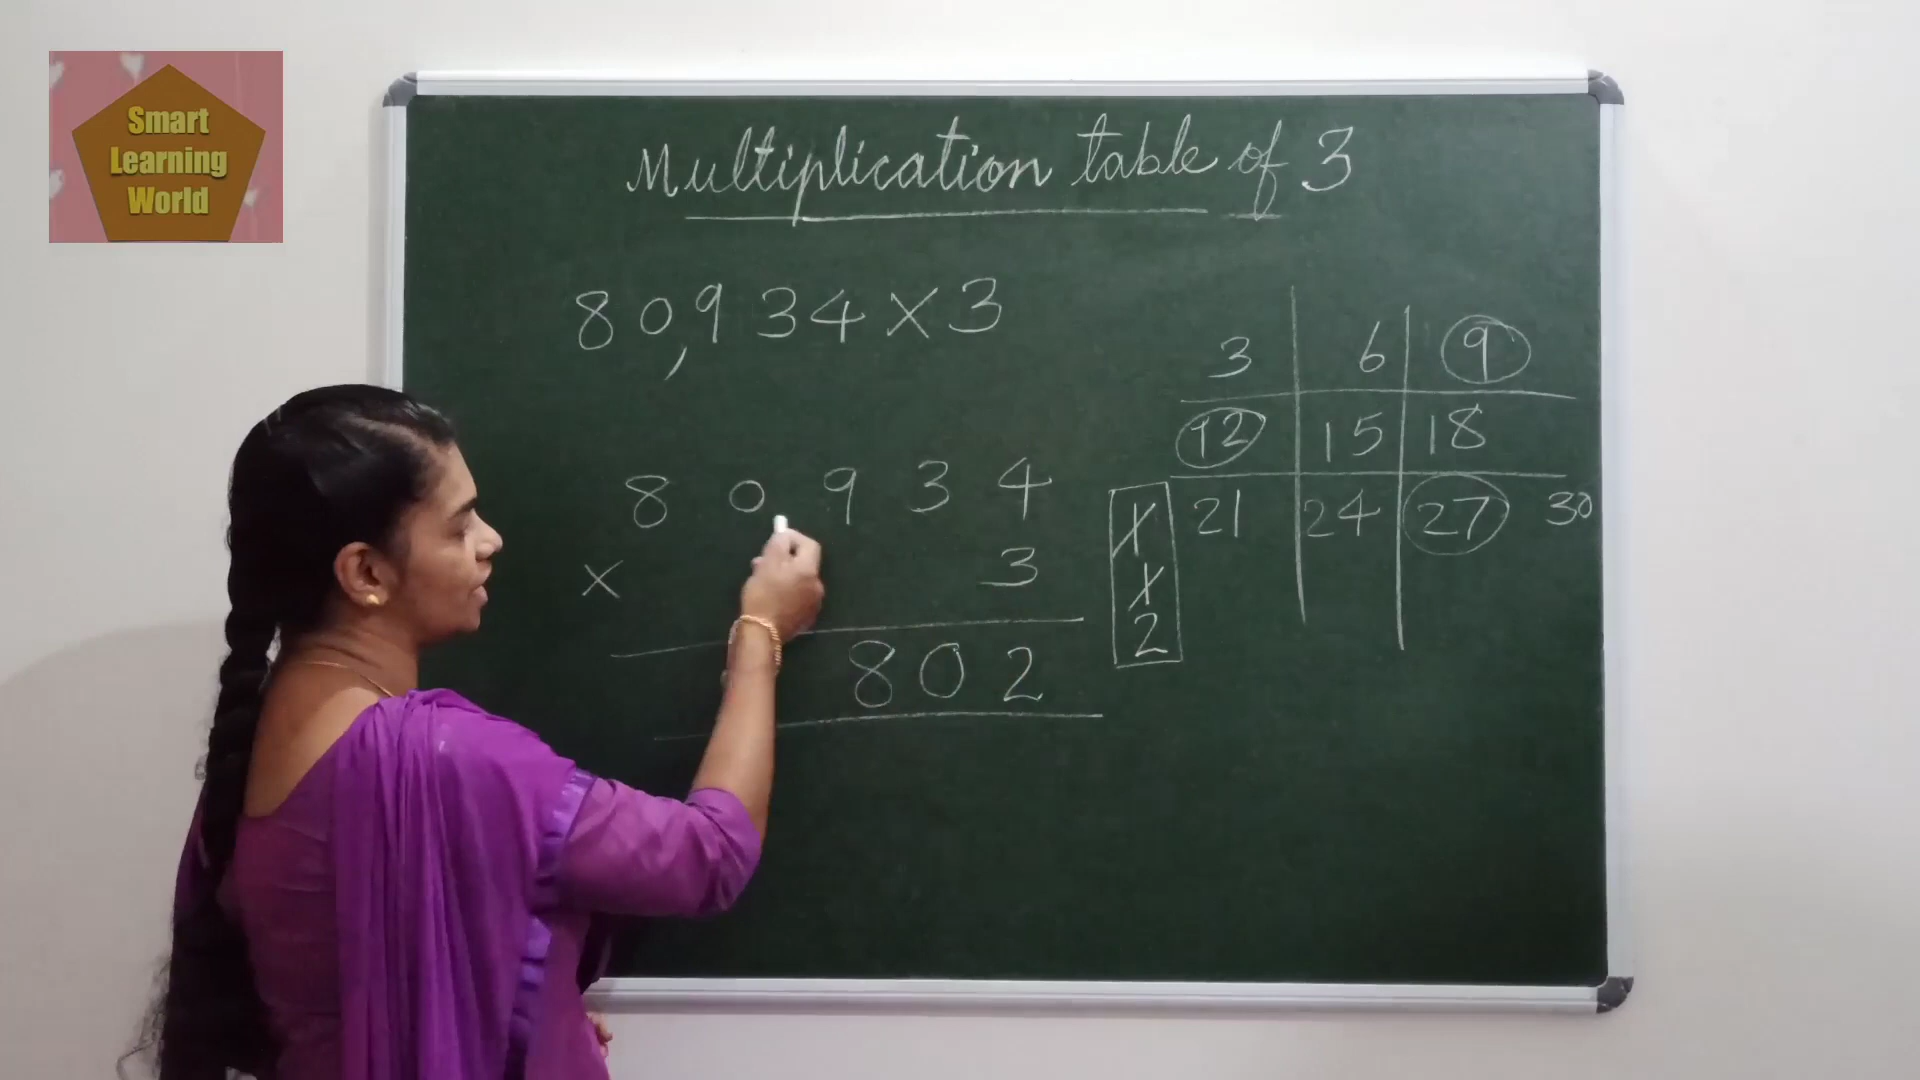 Smart
Learning
World
Multiplication table of 3
80,934 × 3
8 0 9 3 4
× 3
8 0 2
1
1
2
3 6 9
12 15 18
21 24 27 30